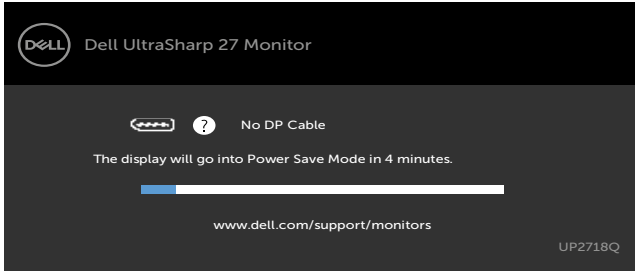 DELL
Dell UltraSharp 27 Monitor
? No DP Cable
The display will go into Power Save Mode in 4 minutes.
www.dell.com/support/monitors
UP2718Q